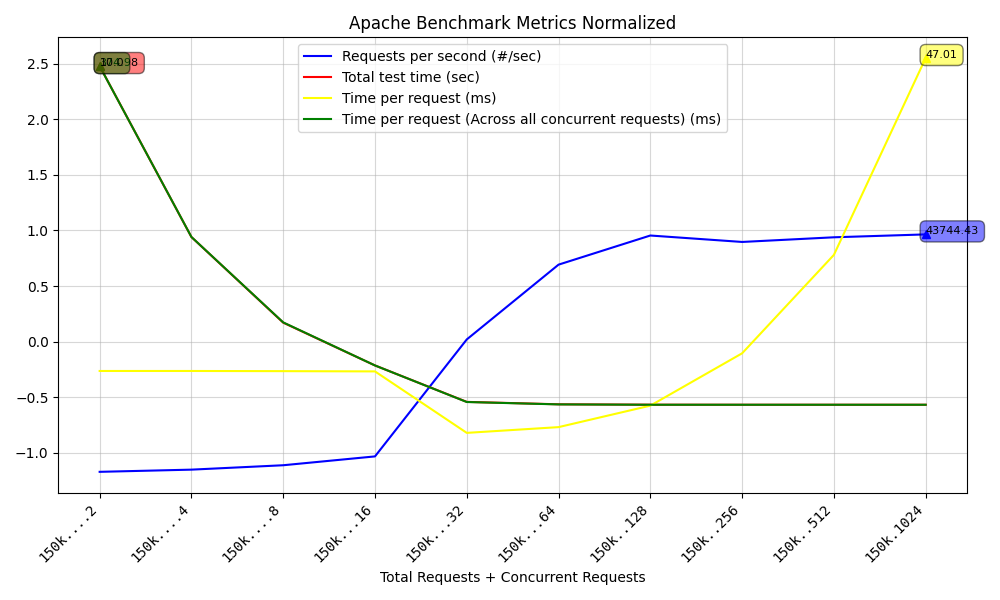 Apache Benchmark Metrics Normalized
Requests per second (#/sec)
Total test time (sec)
Time per request (ms)
Time per request (Across all concurrent requests) (ms)
47.01
43744.43
2.5
2.0
1.5
1.0
0.5
0.0
−0.5
−1.0
150k....2
150k....4
150k....8
150k...16
150k...32
150k...64
150k..128
150k..256
150k..512
150k.1024
Total Requests + Concurrent Requests